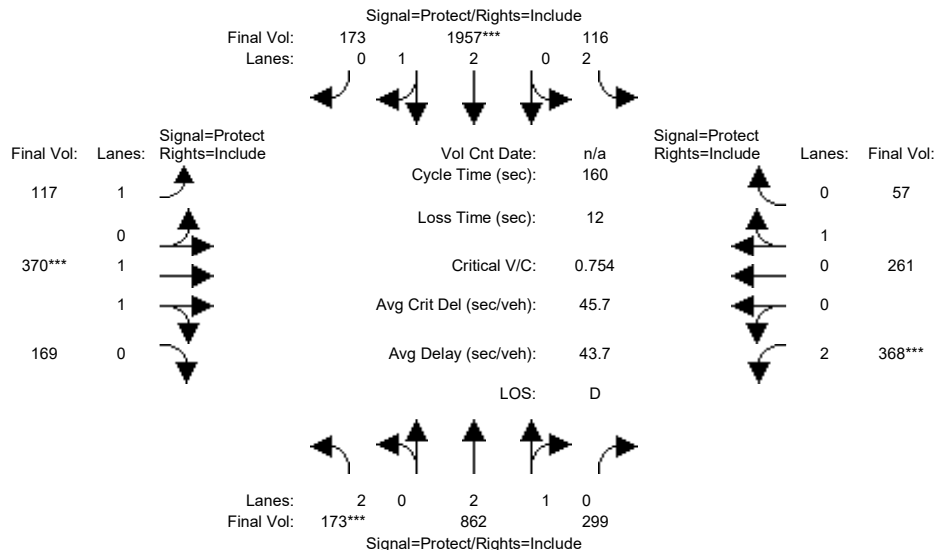 Signal=Protect/Rights=Include
Final Vol: 173 1957*** 116
Lanes: 0 1 2 0 2
Signal=Protect
Final Vol: Lanes: Rights=Include
Vol Cnt Date: n/a
Signal=Protect
Rights=Include Lanes: Final Vol:
Cycle Time (sec): 160
117 1
0 57
Loss Time (sec): 12
0
1
370*** 1
Critical V/C: 0.754
0 261
1
Avg Crit Del (sec/veh): 45.7
0
169 0
Avg Delay (sec/veh): 43.7
2 368***
LOS: D
Lanes: 2 0 2 1 0
Final Vol: 173*** 862 299
Signal=Protect/Rights=Include